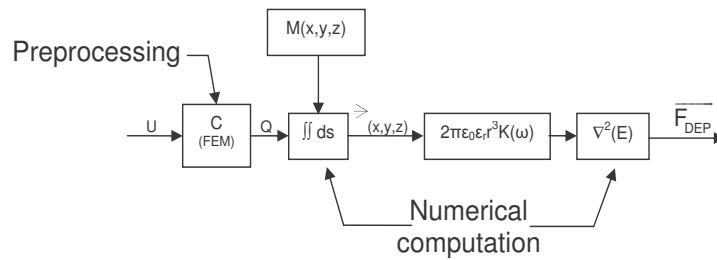 M(x,y,z)
Preprocessing
U
C
(FEM)
Q
∬ ds
(x,y,z)
2πε₀εᵣr³K(ω)
∇²(E)
F_DEP
Numerical
computation